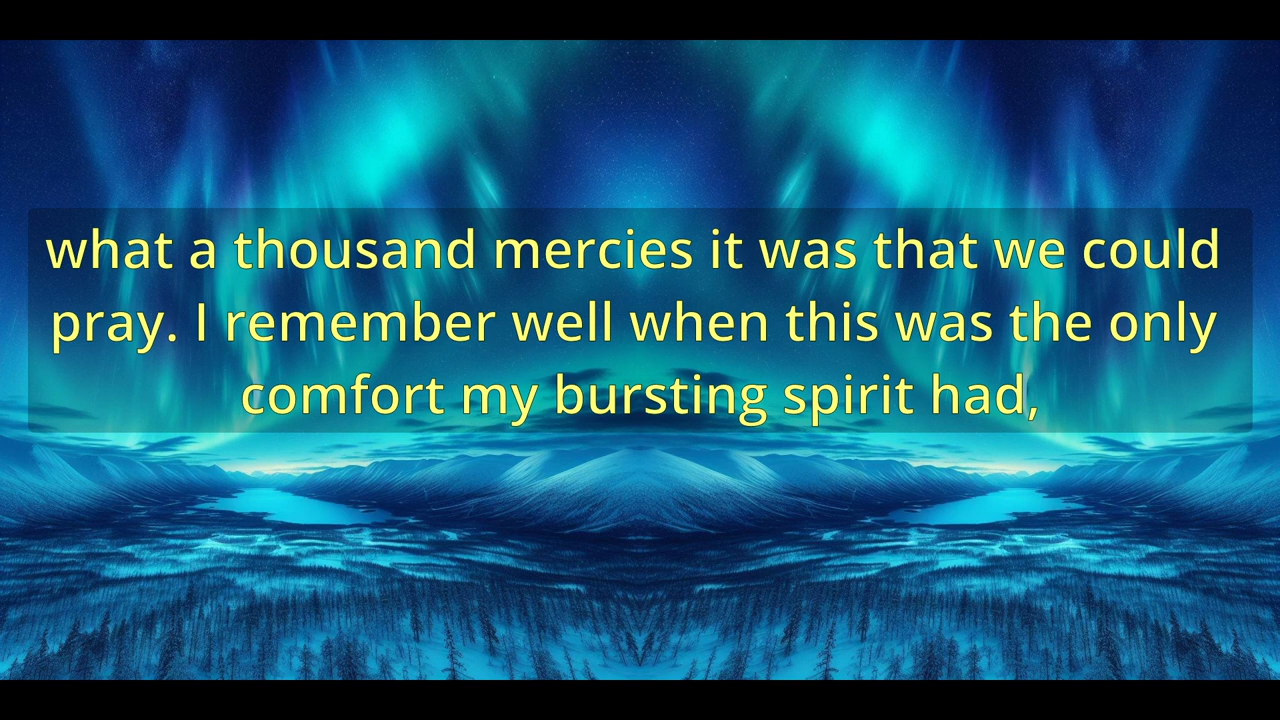 what a thousand mercies it was that we could
pray. I remember well when this was the only
comfort my bursting spirit had,